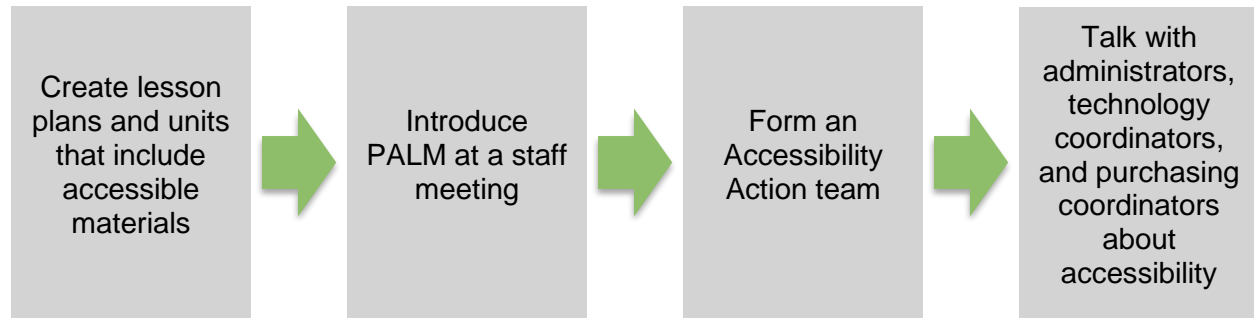 Create lesson
plans and units
that include
accessible
materials
Introduce
PALM at a staff
meeting
Form an
Accessibility
Action team
Talk with
administrators,
technology
coordinators,
and purchasing
coordinators
about
accessibility